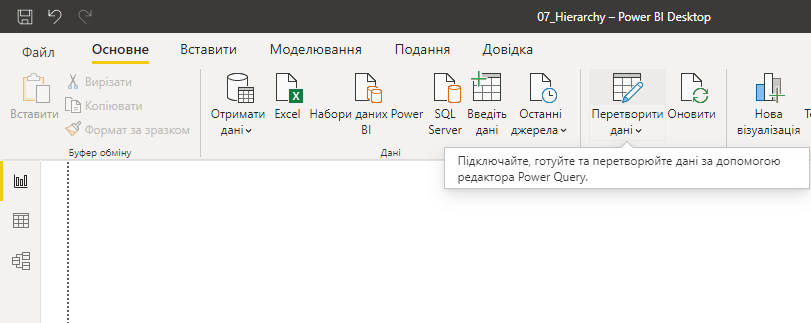 07_Hierarchy – Power BI Desktop
Файл Основне Вставити Моделювання Подання Довідка
Вставити
Вирізати
Копіювати
Формат за зразком
Буфер обміну
Отримати дані
Excel
Набори даних Power BI
SQL Server
Введіть дані
Останні джерела
Дані
Перетворити дані
Оновити
Нова візуалізація
Підключайте, готуйте та перетворюйте дані за допомогою
редактора Power Query.